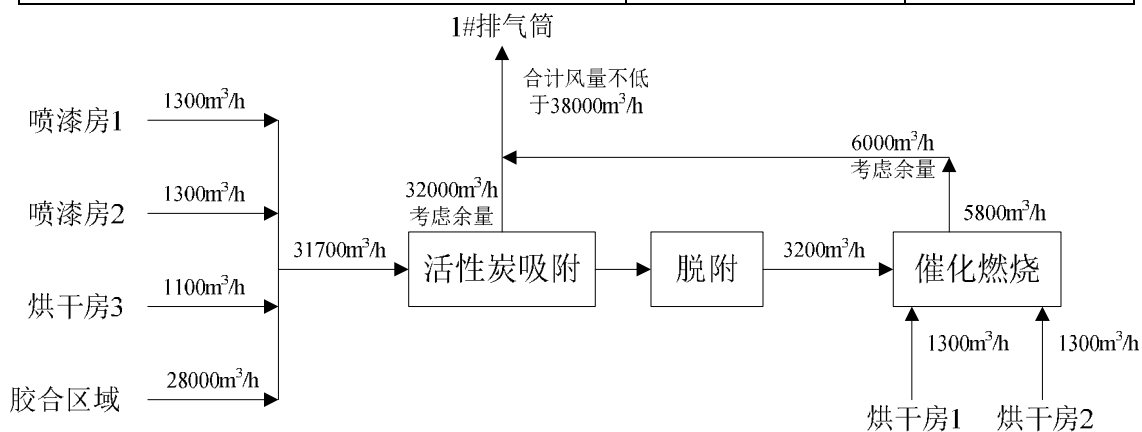 1#排气筒
合计风量不低
于38000m³/h
喷漆房1
1300m³/h
6000m³/h
考虑余量
32000m³/h
考虑余量
喷漆房2
1300m³/h
5800m³/h
31700m³/h
活性炭吸附
脱附
3200m³/h
催化燃烧
烘干房3
1100m³/h
1300m³/h
1300m³/h
胶合区域
28000m³/h
烘干房1
烘干房2